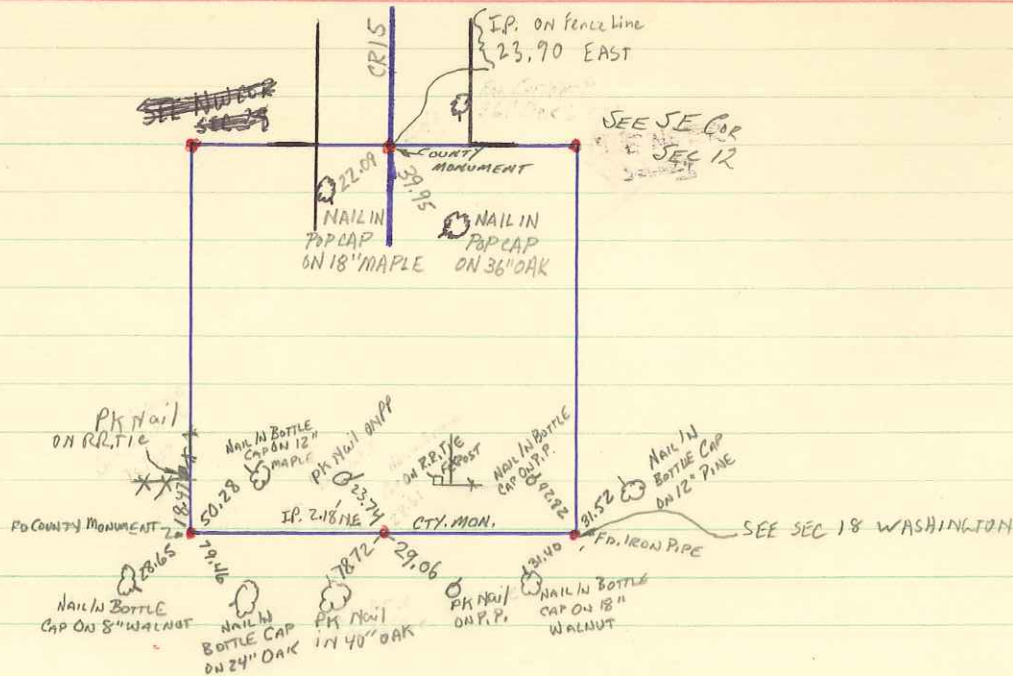 I.P. ON Fence Line
23.90 EAST
CR15
SEE NW COR
SEE SE COR
SEC 12
COUNTY
MONUMENT
22.09
39.95
NAIL IN
POP CAP
ON 18" MAPLE
NAIL IN
POP CAP
ON 36" OAK
PK Nail
ON R.R. TIE
18.47
NAIL IN BOTTLE
CAP ON 12"
MAPLE
50.28
PK Nail ON PP
23.74
ON R.R. TIE
POST
NAIL IN BOTTLE
CAP ON P.P.
42.82
NAIL IN
BOTTLE CAP
ON 12" PINE
31.52
FD COUNTY MONUMENT
I.P. 2.18' NE
CTY. MON.
FD. IRON PIPE
SEE SEC 18 WASHINGTON
28.65
79.46
78.72
29.06
31.40
NAIL IN BOTTLE
CAP ON 8" WALNUT
NAIL IN
BOTTLE CAP
ON 24" OAK
PK Nail
IN 40" OAK
PK Nail
ON P.P.
NAIL IN BOTTLE
CAP ON 18"
WALNUT